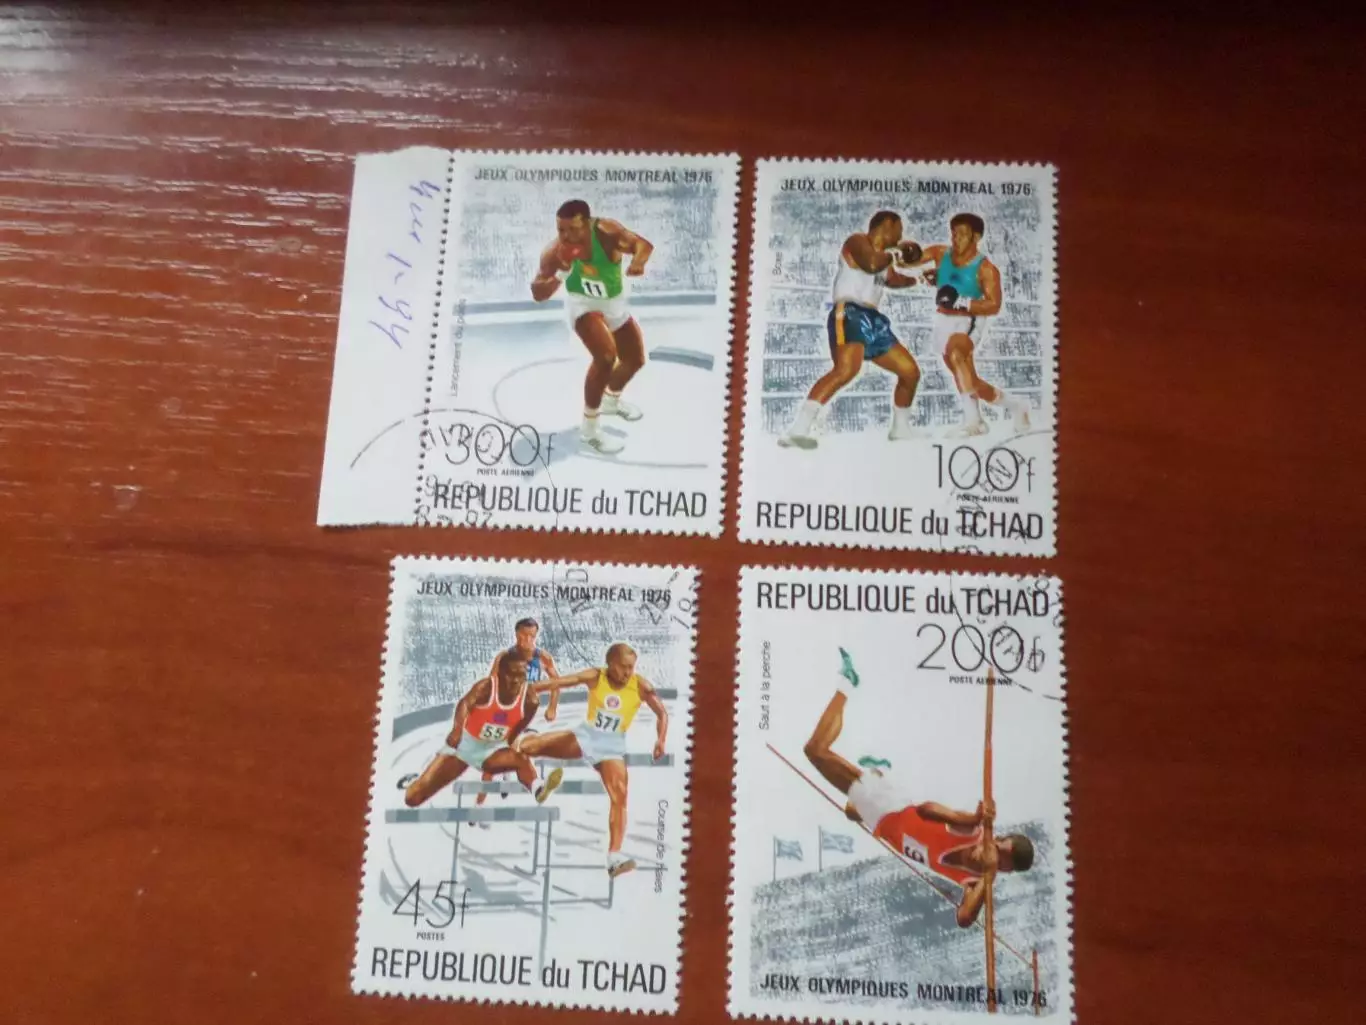 JEUX OLYMPIQUES MONTREAL 1976
Lancement du poids
11
300f
POSTE AERIENNE
REPUBLIQUE du TCHAD
JEUX OLYMPIQUES MONTREAL 1976
Boxe
100f
POSTE AERIENNE
REPUBLIQUE du TCHAD
JEUX OLYMPIQUES MONTREAL 1976
55
571
Course de Haies
45f
POSTES
REPUBLIQUE du TCHAD
REPUBLIQUE du TCHAD
200f
POSTE AERIENNE
Saut à la perche
JEUX OLYMPIQUES MONTREAL 1976